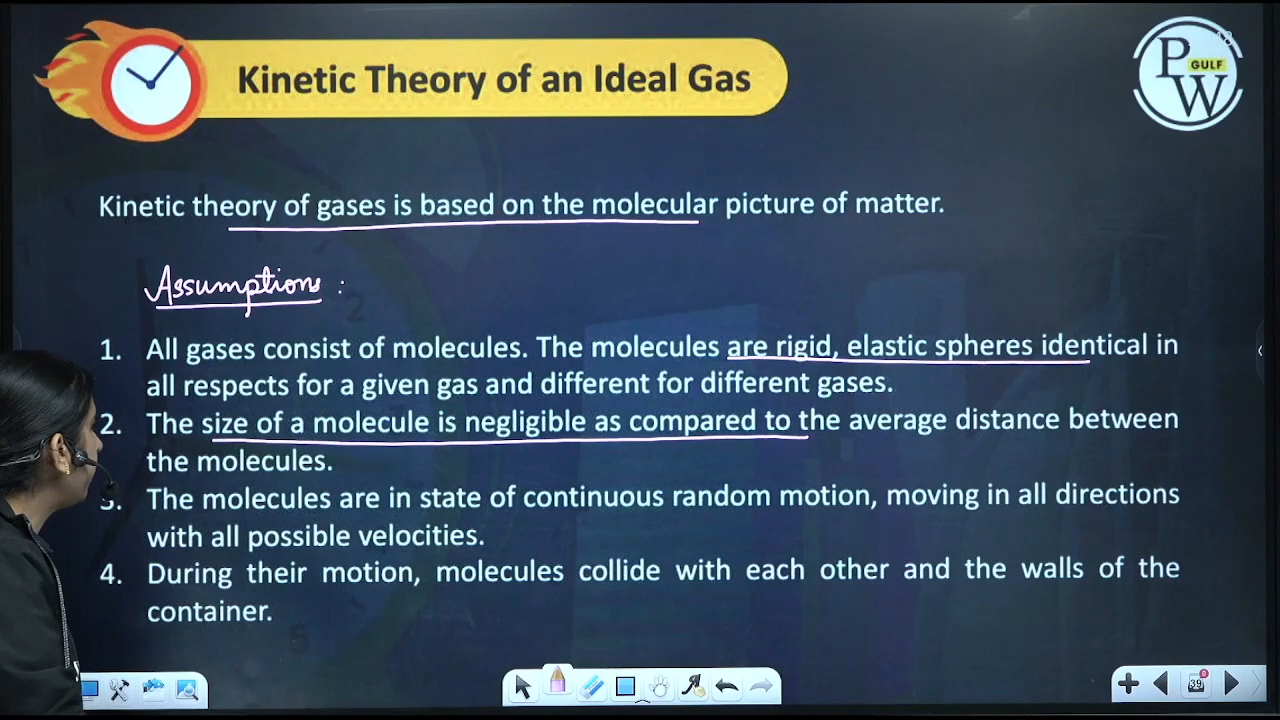 Kinetic Theory of an Ideal Gas
P
GULF
W
Kinetic theory of gases is based on the molecular picture of matter.
Assumptions :
1. All gases consist of molecules. The molecules are rigid, elastic spheres identical in
all respects for a given gas and different for different gases.
2. The size of a molecule is negligible as compared to the average distance between
the molecules.
3. The molecules are in state of continuous random motion, moving in all directions
with all possible velocities.
4. During their motion, molecules collide with each other and the walls of the
container.
39